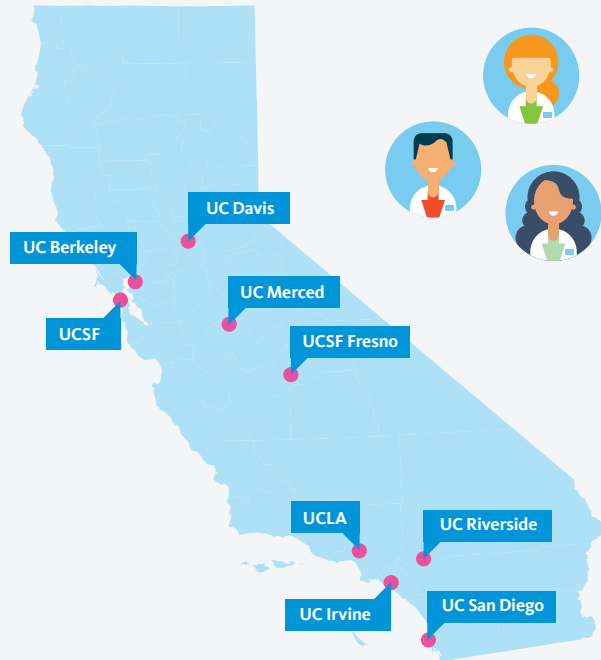 UC Davis
UC Berkeley
UC Merced
UCSF
UCSF Fresno
UCLA
UC Riverside
UC San Diego
UC Irvine